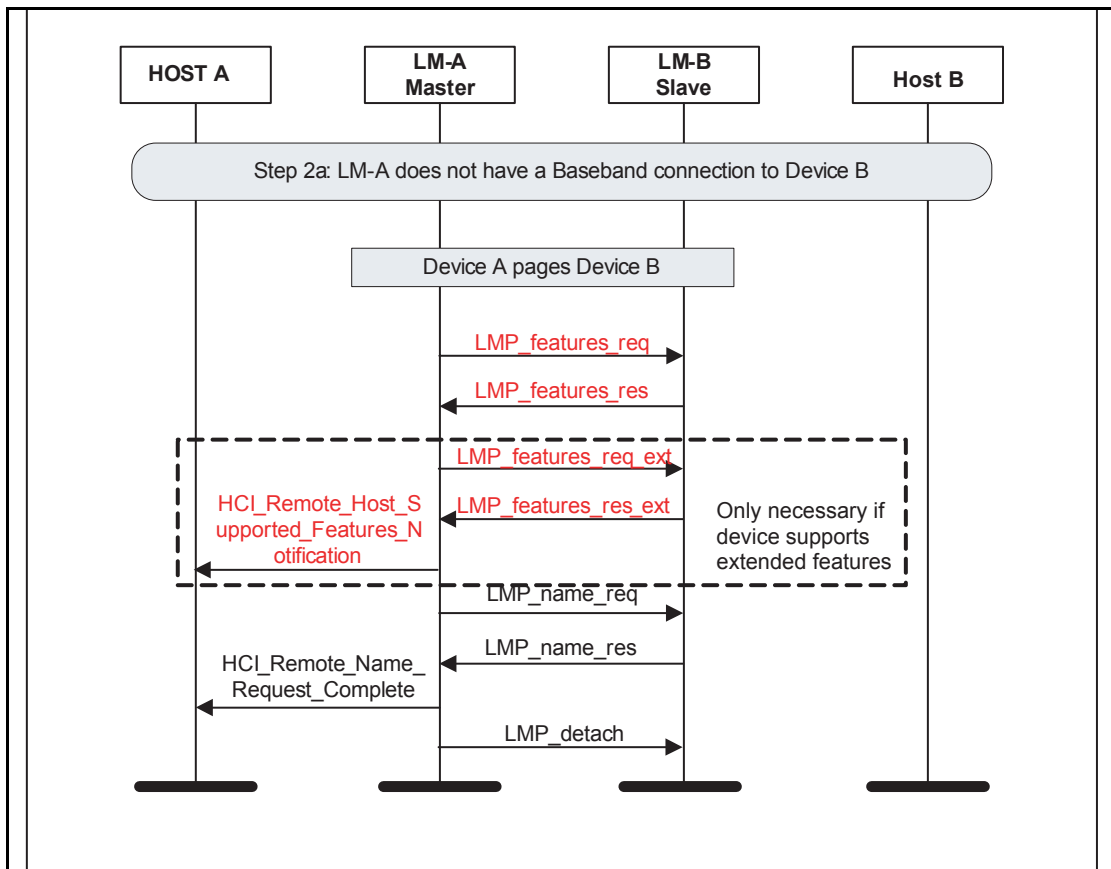 HOST A
LM-A
Master
LM-B
Slave
Host B
Step 2a: LM-A does not have a Baseband connection to Device B
Device A pages Device B
LMP_features_req
LMP_features_res
LMP_features_req_ext
HCI_Remote_Host_S
upported_Features_N
otification
LMP_features_res_ext
Only necessary if
device supports
extended features
LMP_name_req
LMP_name_res
HCI_Remote_Name_
Request_Complete
LMP_detach